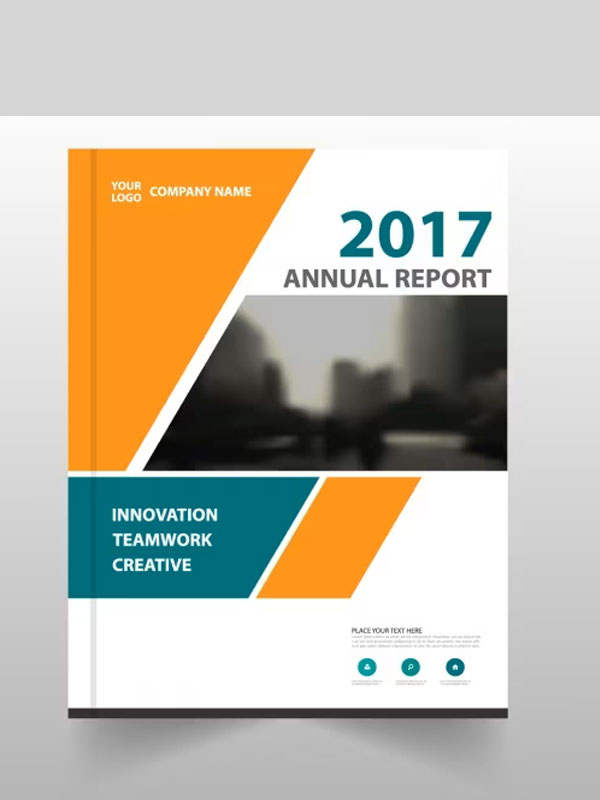 YOUR
LOGO
COMPANY NAME
2017
ANNUAL REPORT
INNOVATION
TEAMWORK
CREATIVE
PLACE YOUR TEXT HERE